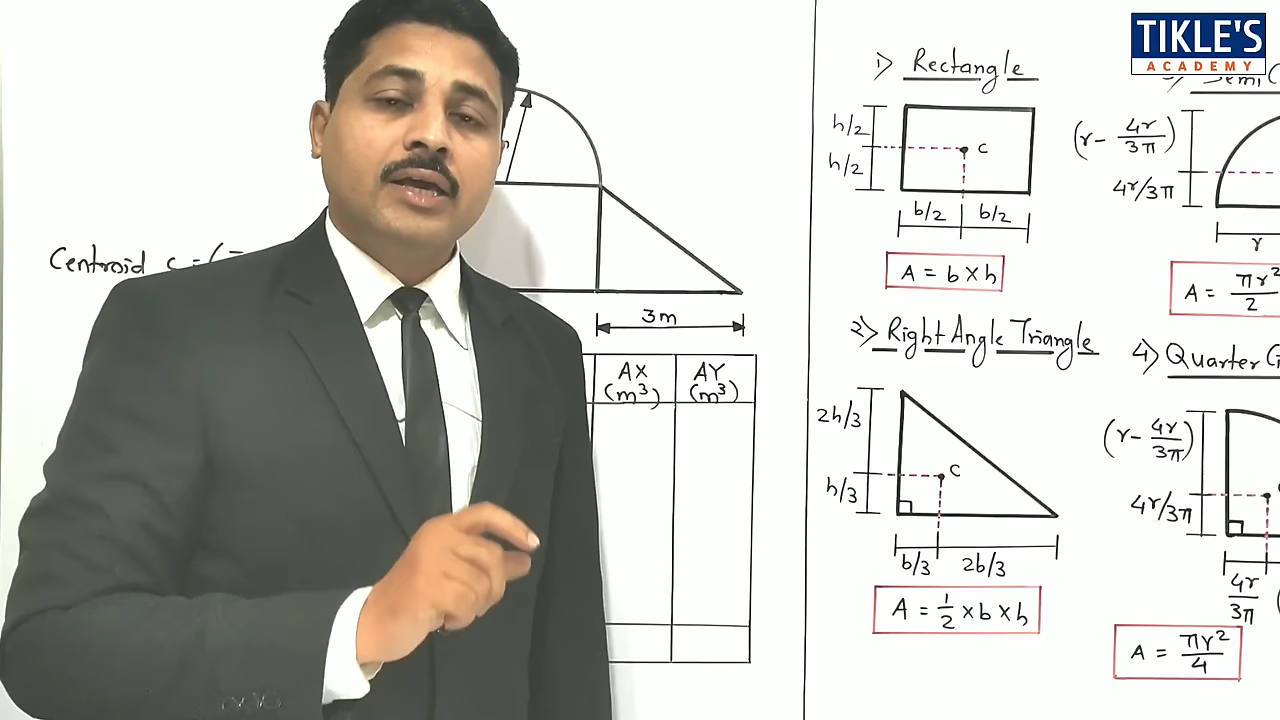 TIKLE'S
ACADEMY
Centroid c = (
3m
AX
(m³)
AY
(m³)
1) Rectangle
h/2
h/2
c
b/2
b/2
A = b × h
2) Right Angle Triangle
2h/3
h/3
c
b/3
2b/3
A = 1/2 × b × h
Semi C
(r - 4r/3π)
4r/3π
r
A = πr²/2
4) Quarter Ci
(r - 4r/3π)
4r/3π
4r/3π (
A = πr²/4